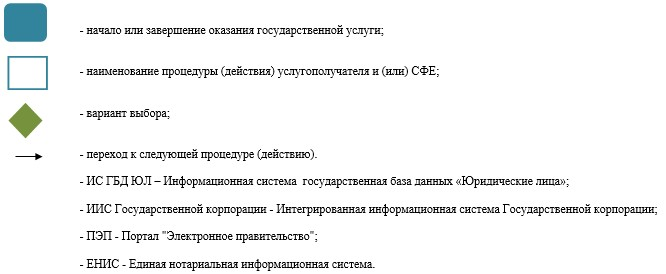 - начало или завершение оказания государственной услуги;
- наименование процедуры (действия) услугополучателя и (или) СФЕ;
- вариант выбора;
- переход к следующей процедуре (действию).
- ИС ГБД ЮЛ – Информационная система государственная база данных «Юридические лица»;
- ИИС Государственной корпорации - Интегрированная информационная система Государственной корпорации;
- ПЭП - Портал "Электронное правительство";
- ЕНИС - Единая нотариальная информационная система.